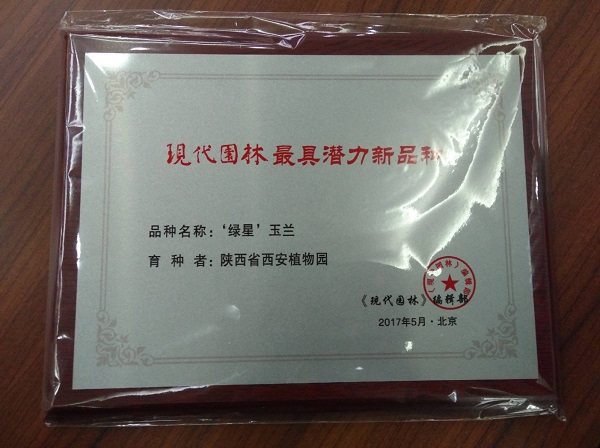 现代园林 最具潜力新品种
品种名称：‘绿星’玉兰
育 种 者：陕西省西安植物园
《现代园林》编辑部
2017年5月·北京